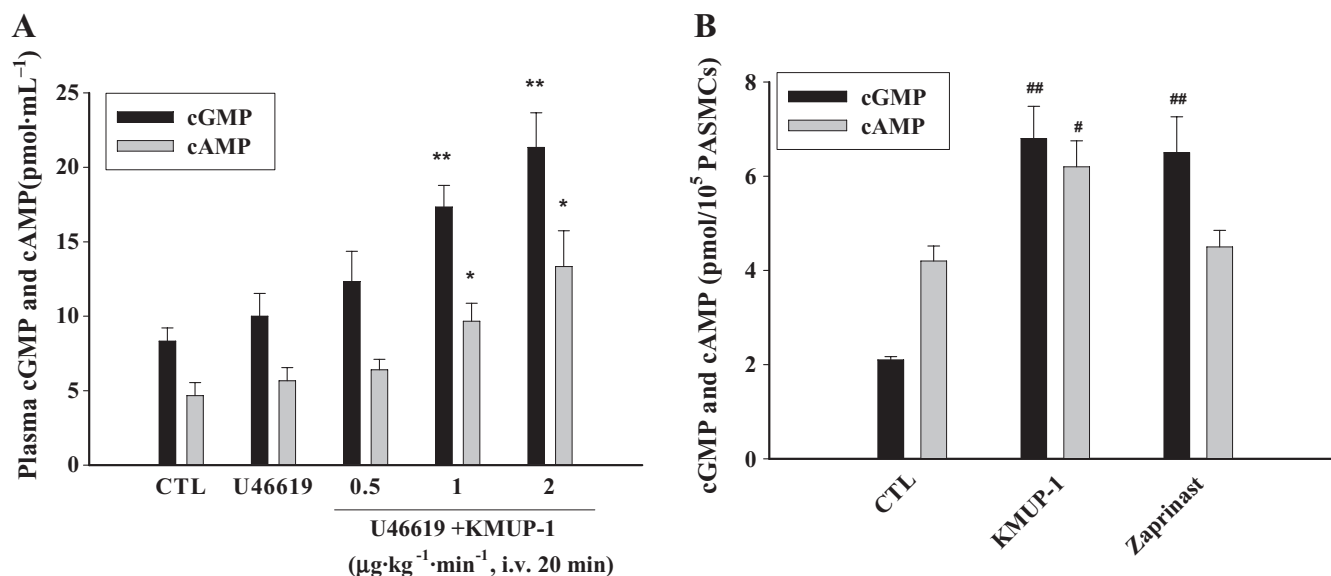 A
Plasma cGMP and cAMP(pmol·mL⁻¹)
25
20
15
10
5
0
cGMP
cAMP
**
*
**
*
CTL U46619 0.5 1 2
U46619 +KMUP-1
(µg·kg⁻¹·min⁻¹, i.v. 20 min)
B
cGMP and cAMP (pmol/10⁵ PASMCs)
8
6
4
2
0
cGMP
cAMP
##
#
##
CTL
KMUP-1
Zaprinast